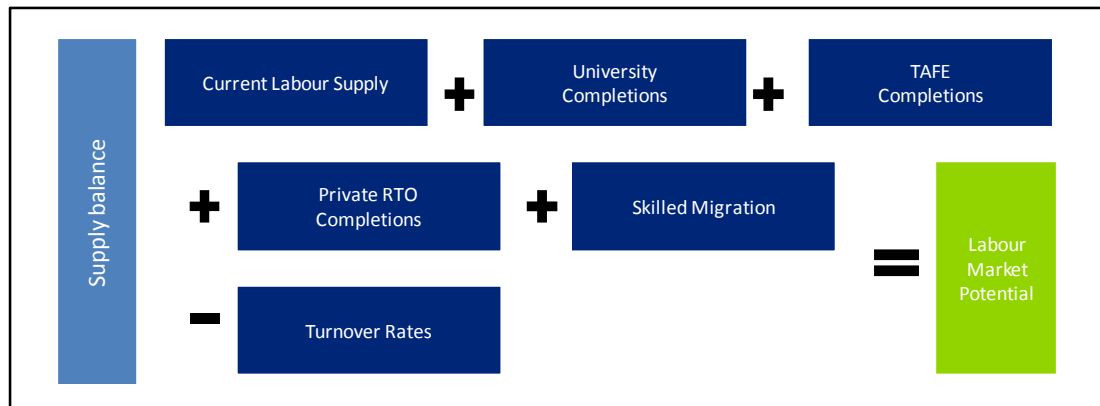 Supply balance
Current Labour Supply
+
University
Completions
+
TAFE
Completions
+
Private RTO
Completions
+
Skilled Migration
-
Turnover Rates
=
Labour
Market
Potential